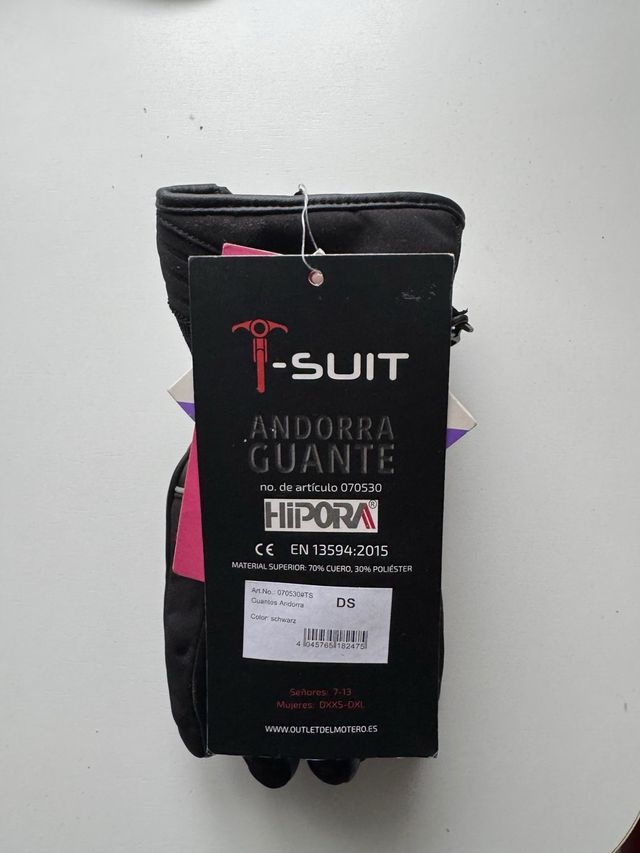 T-SUIT
ANDORRA
GUANTE
no. de artículo 070530
HiPORA®
CE EN 13594:2015
MATERIAL SUPERIOR: 70% CUERO, 30% POLIÉSTER
Art.No.: 070530#TS
Guantes Andorra
DS
Color: schwarz
4 045765 182475
Señores: 7-13
Mujeres: DXXS-DXL
WWW.OUTLETDELMOTERO.ES